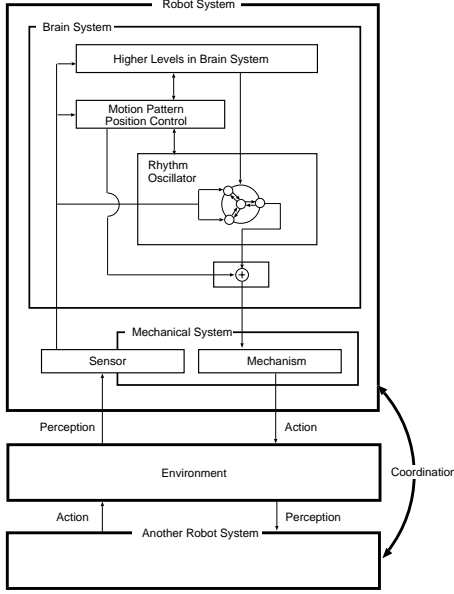 Robot System
Brain System
Higher Levels in Brain System
Motion Pattern
Position Control
Rhythm
Oscillator
+
Mechanical System
Sensor
Mechanism
Perception
Action
Environment
Coordination
Action
Perception
Another Robot System